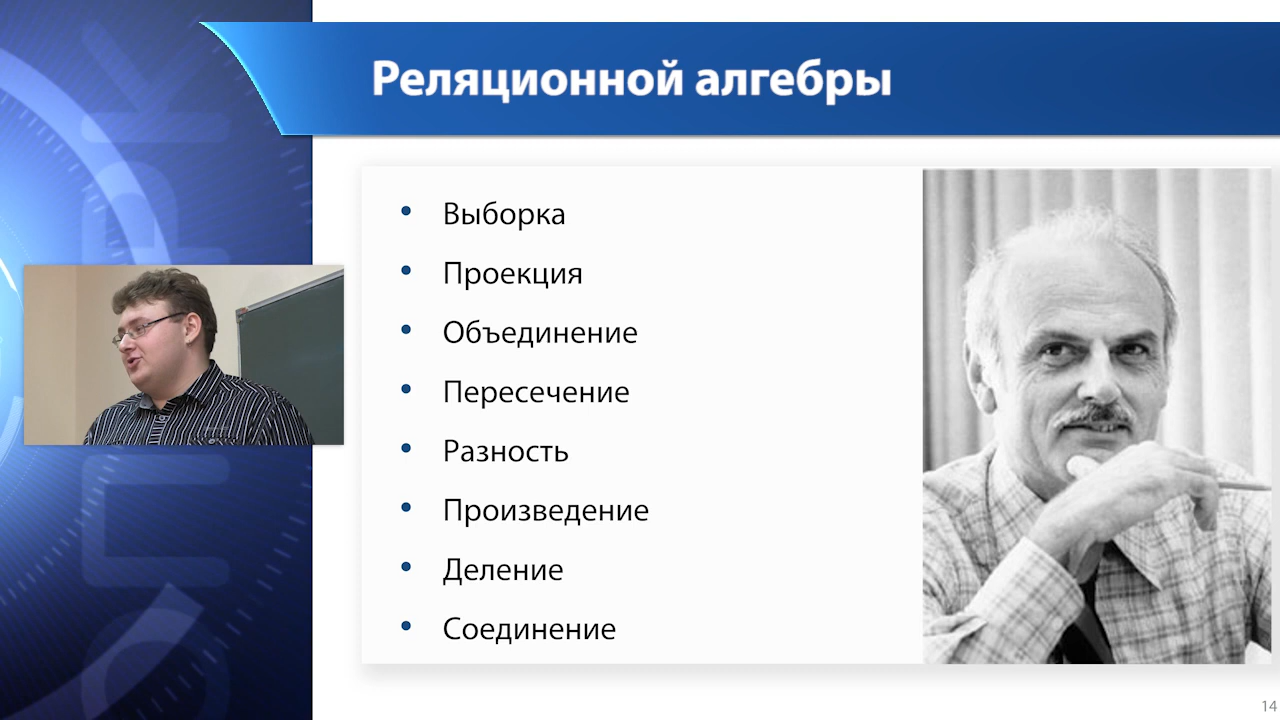 Реляционной алгебры
• Выборка
• Проекция
• Объединение
• Пересечение
• Разность
• Произведение
• Деление
• Соединение
14